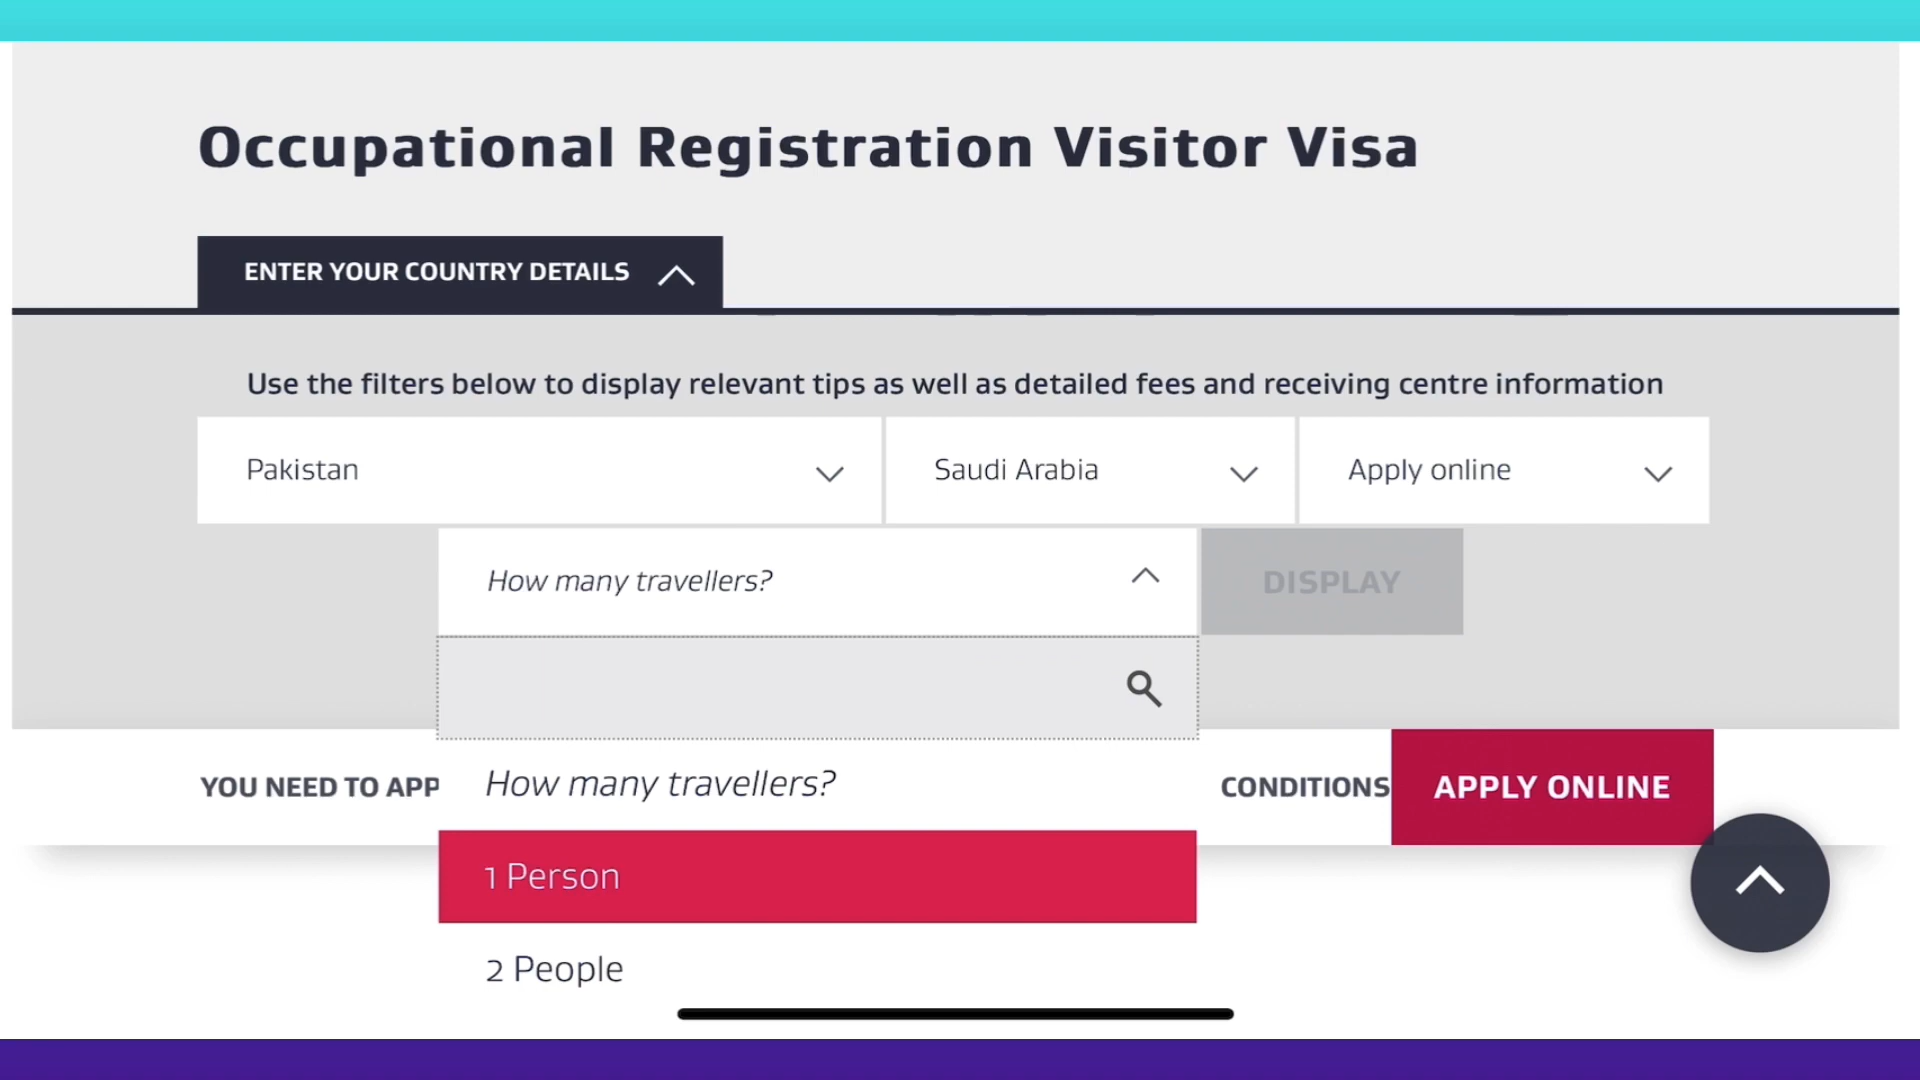 Occupational Registration Visitor Visa
ENTER YOUR COUNTRY DETAILS
Use the filters below to display relevant tips as well as detailed fees and receiving centre information
Pakistan
Saudi Arabia
Apply online
How many travellers?
DISPLAY
YOU NEED TO APP
How many travellers?
CONDITIONS
APPLY ONLINE
1 Person
2 People